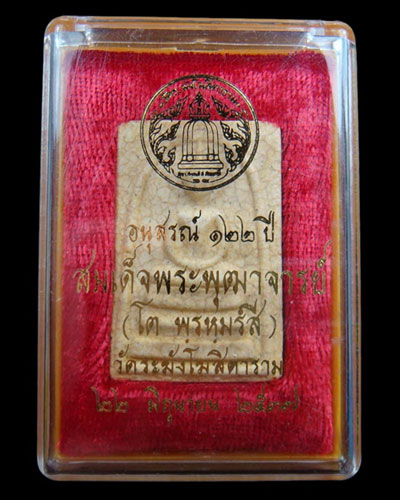 อนุสรณ์ ๑๒๒ ปี
สมเด็จพระพุฒาจารย์
(โต พฺรหฺมรํสี)
วัดระฆังโฆสิตาราม
๒๒ มิถุนายน ๒๕๓๗